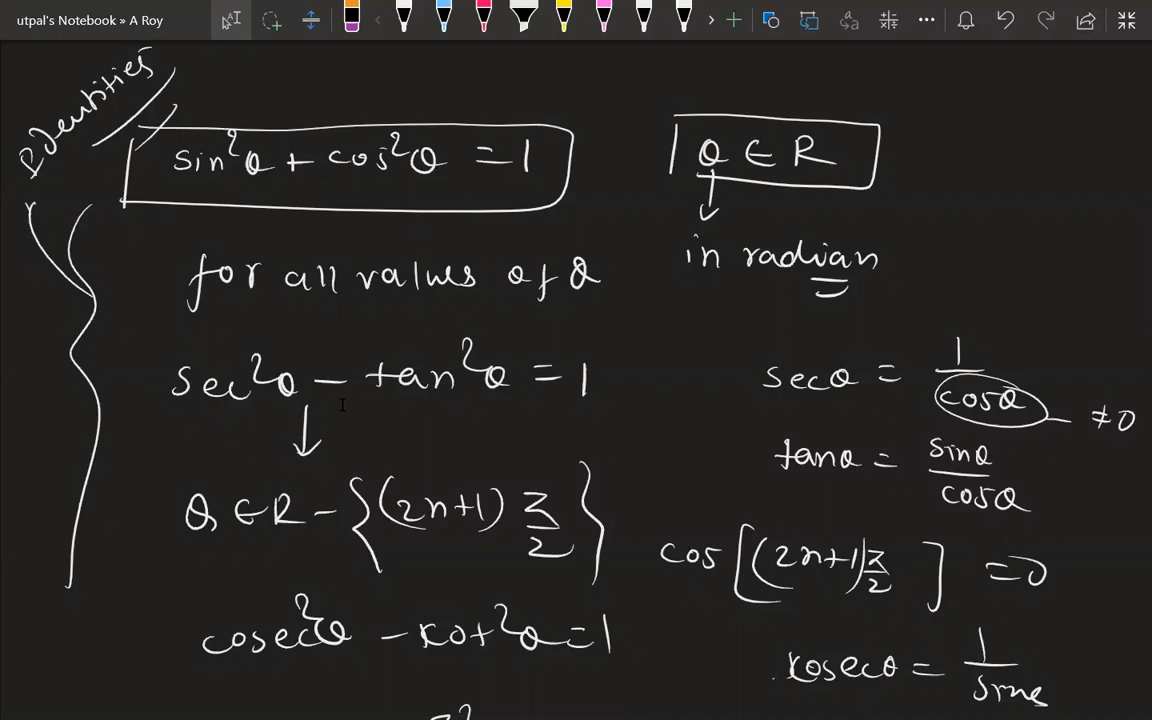 utpal's Notebook » A Roy
Identities
sin²θ + cos²θ = 1
θ ∈ R
in radian
for all values of θ
sec²θ – tan²θ = 1
secθ = 1/cosθ
≠ 0
tanθ = sinθ/cosθ
θ ∈ R – {(2n+1) π/2}
cos[(2n+1)π/2] = 0
cosec²θ – cot²θ = 1
cosecθ = 1/sinθ